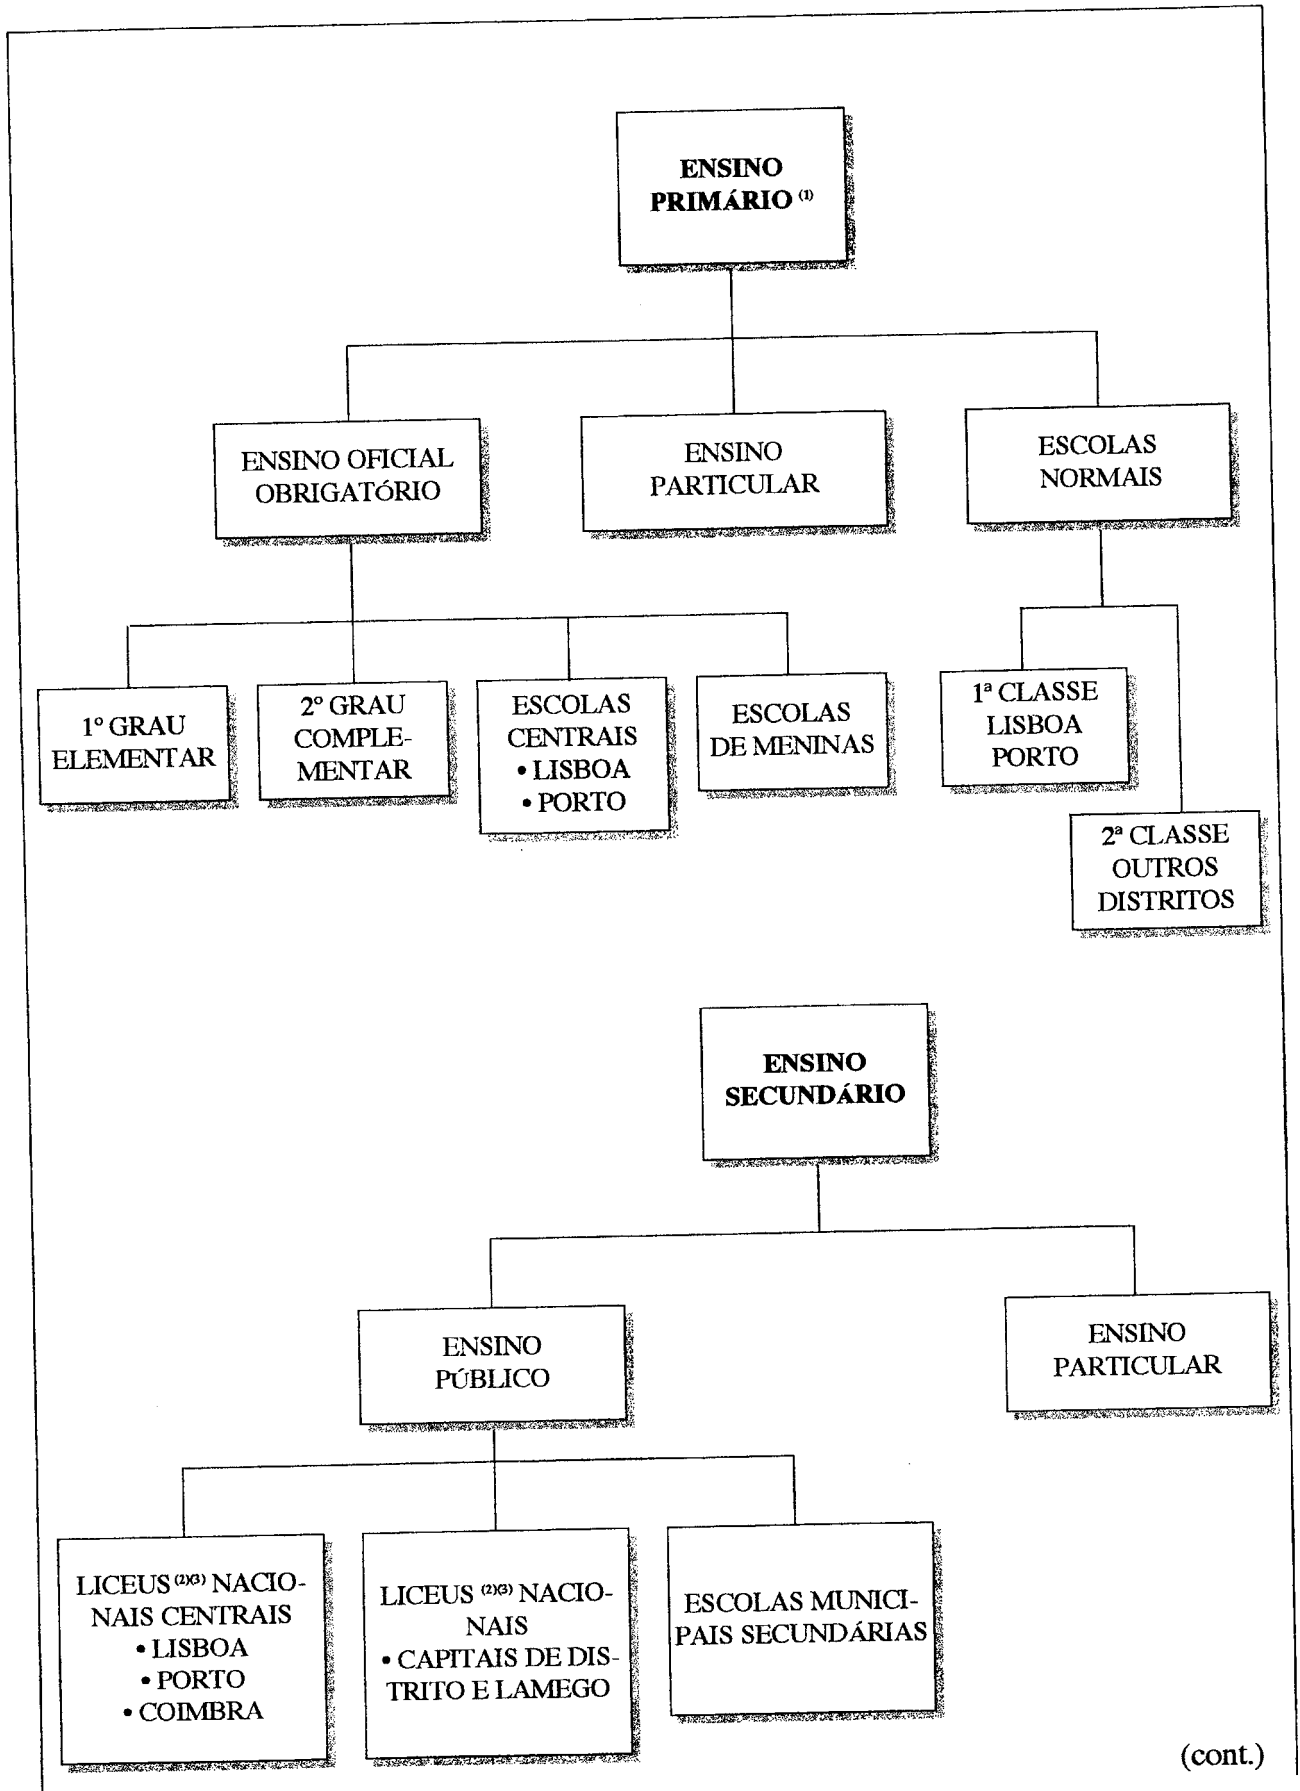 ENSINO
PRIMÁRIO (1)
ENSINO OFICIAL
OBRIGATÓRIO
ENSINO
PARTICULAR
ESCOLAS
NORMAIS
1º GRAU
ELEMENTAR
2º GRAU
COMPLE-
MENTAR
ESCOLAS
CENTRAIS
• LISBOA
• PORTO
ESCOLAS
DE MENINAS
1ª CLASSE
LISBOA
PORTO
2ª CLASSE
OUTROS
DISTRITOS
ENSINO
SECUNDÁRIO
ENSINO
PÚBLICO
ENSINO
PARTICULAR
LICEUS (2)(3) NACIO-
NAIS CENTRAIS
• LISBOA
• PORTO
• COIMBRA
LICEUS (2)(3) NACIO-
NAIS
• CAPITAIS DE DIS-
TRITO E LAMEGO
ESCOLAS MUNICI-
PAIS SECUNDÁRIAS
(cont.)